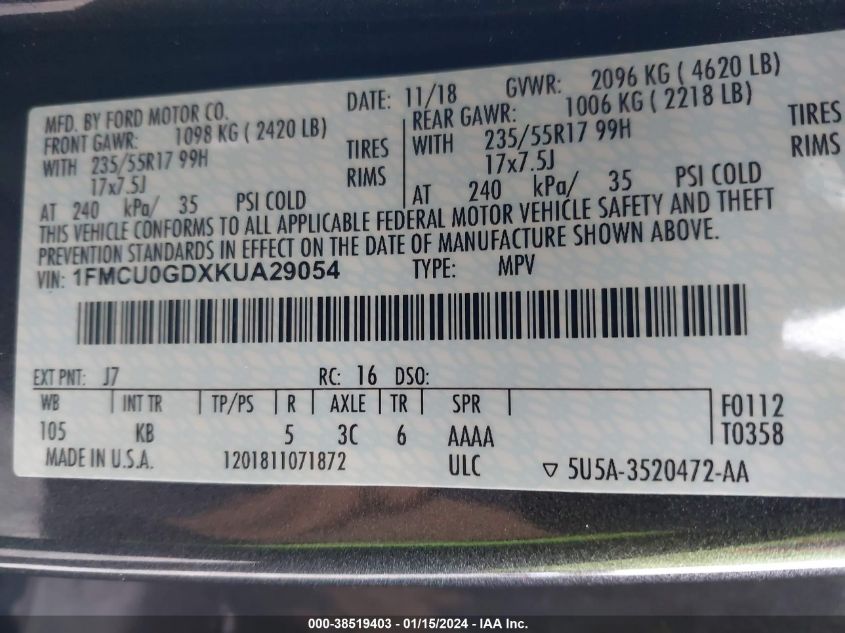 MFD. BY FORD MOTOR CO. DATE: 11/18 GVWR: 2096 KG ( 4620 LB)
FRONT GAWR: 1098 KG ( 2420 LB) REAR GAWR: 1006 KG ( 2218 LB)
WITH 235/55R17 99H TIRES WITH 235/55R17 99H TIRES
17x7.5J RIMS 17x7.5J RIMS
AT 240 kPa/ 35 PSI COLD AT 240 kPa/ 35 PSI COLD
THIS VEHICLE CONFORMS TO ALL APPLICABLE FEDERAL MOTOR VEHICLE SAFETY AND THEFT
PREVENTION STANDARDS IN EFFECT ON THE DATE OF MANUFACTURE SHOWN ABOVE.
VIN: 1FMCU0GDXKUA29054 TYPE: MPV
EXT PNT: J7 RC: 16 DSO:
WB INT TR TP/PS R AXLE TR SPR F0112
105 KB 5 3C 6 AAAA T0358
MADE IN U.S.A. 1201811071872 ULC ▽ 5U5A-3520472-AA
000-38519403 - 01/15/2024 - IAA Inc.